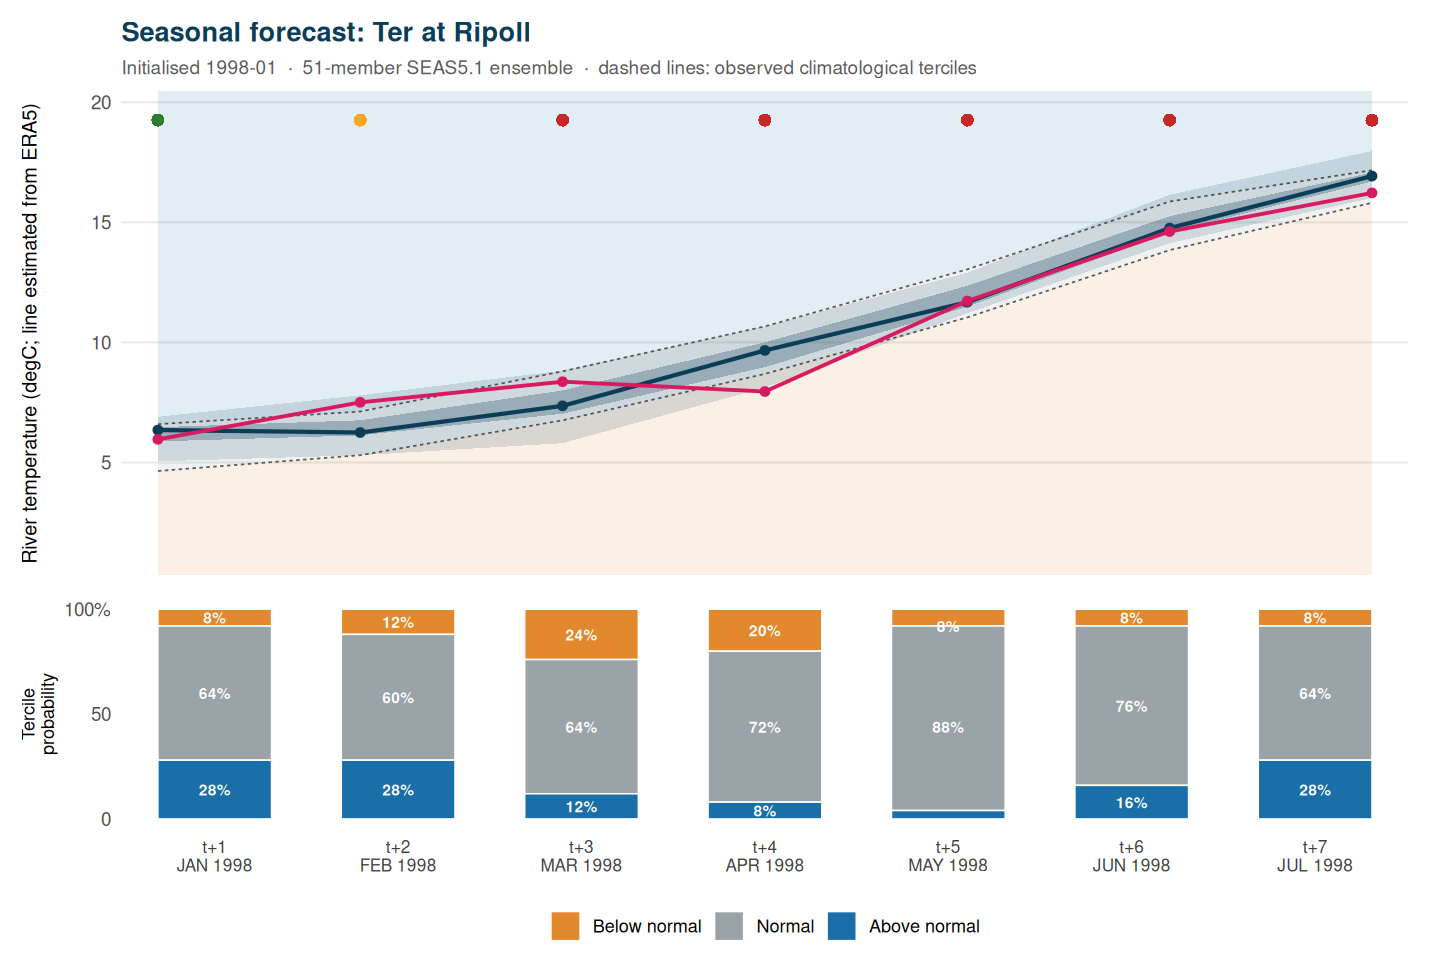 Seasonal forecast: Ter at Ripoll
Initialised 1998-01 · 51-member SEAS5.1 ensemble · dashed lines: observed climatological terciles
River temperature (degC; line estimated from ERA5)
20
15
10
5
Tercile
probability
100%
50
0
8% 12% 24% 20% 8% 8% 8%
64% 60% 64% 72% 88% 76% 64%
28% 28% 12% 8% 16% 28%
t+1 t+2 t+3 t+4 t+5 t+6 t+7
JAN 1998 FEB 1998 MAR 1998 APR 1998 MAY 1998 JUN 1998 JUL 1998
Below normal Normal Above normal